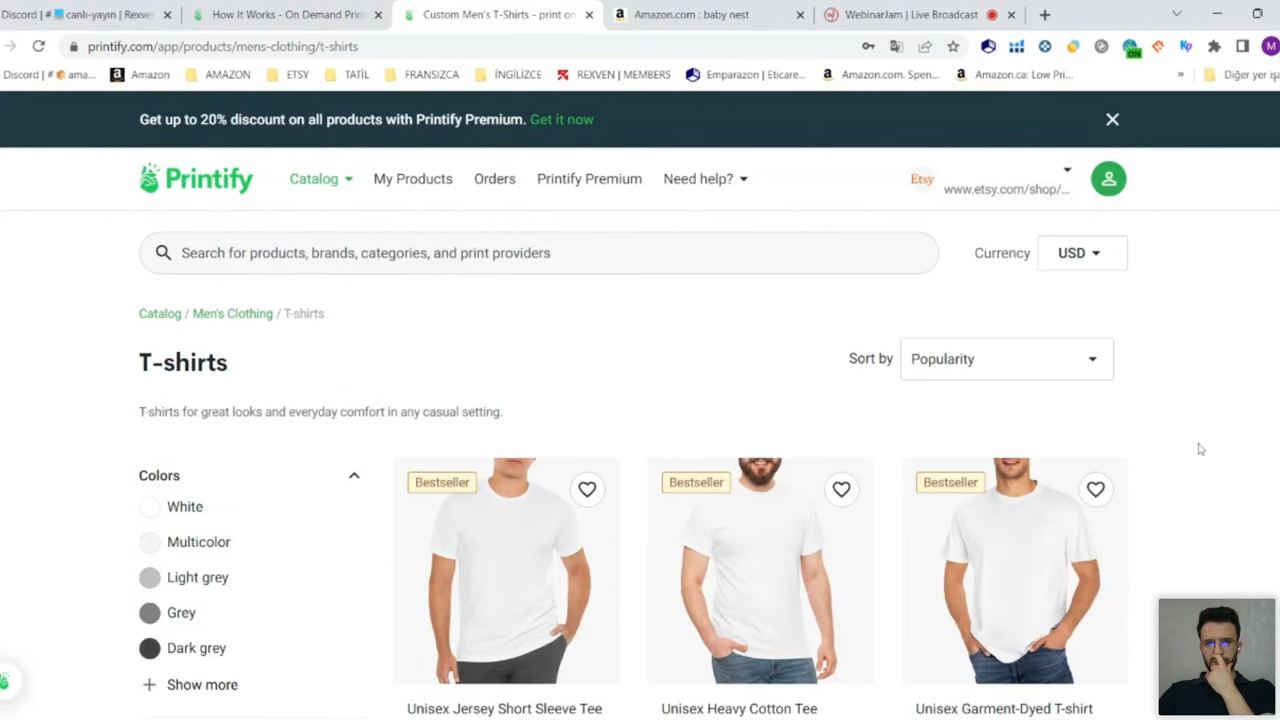 Discord | # canlı-yayın | Rexven
How It Works - On Demand Print
Custom Men's T-Shirts - print on
Amazon.com : baby nest
WebinarJam | Live Broadcast
printify.com/app/products/mens-clothing/t-shirts
ON
M
Discord | # ama...
Amazon
AMAZON
ETSY
TATİL
FRANSIZCA
İNGİLİZCE
REXVEN | MEMBERS
Emparazon | Eticare...
Amazon.com. Spen...
Amazon.ca: Low Pri...
»
Diğer yer işa
Get up to 20% discount on all products with Printify Premium. Get it now
Printify
Catalog
My Products
Orders
Printify Premium
Need help?
Etsy
www.etsy.com/shop/...
Search for products, brands, categories, and print providers
Currency
USD
Catalog / Men's Clothing / T-shirts
T-shirts
Sort by
Popularity
T-shirts for great looks and everyday comfort in any casual setting.
Colors
White
Multicolor
Light grey
Grey
Dark grey
Show more
Bestseller
Bestseller
Bestseller
Unisex Jersey Short Sleeve Tee
Unisex Heavy Cotton Tee
Unisex Garment-Dyed T-shirt